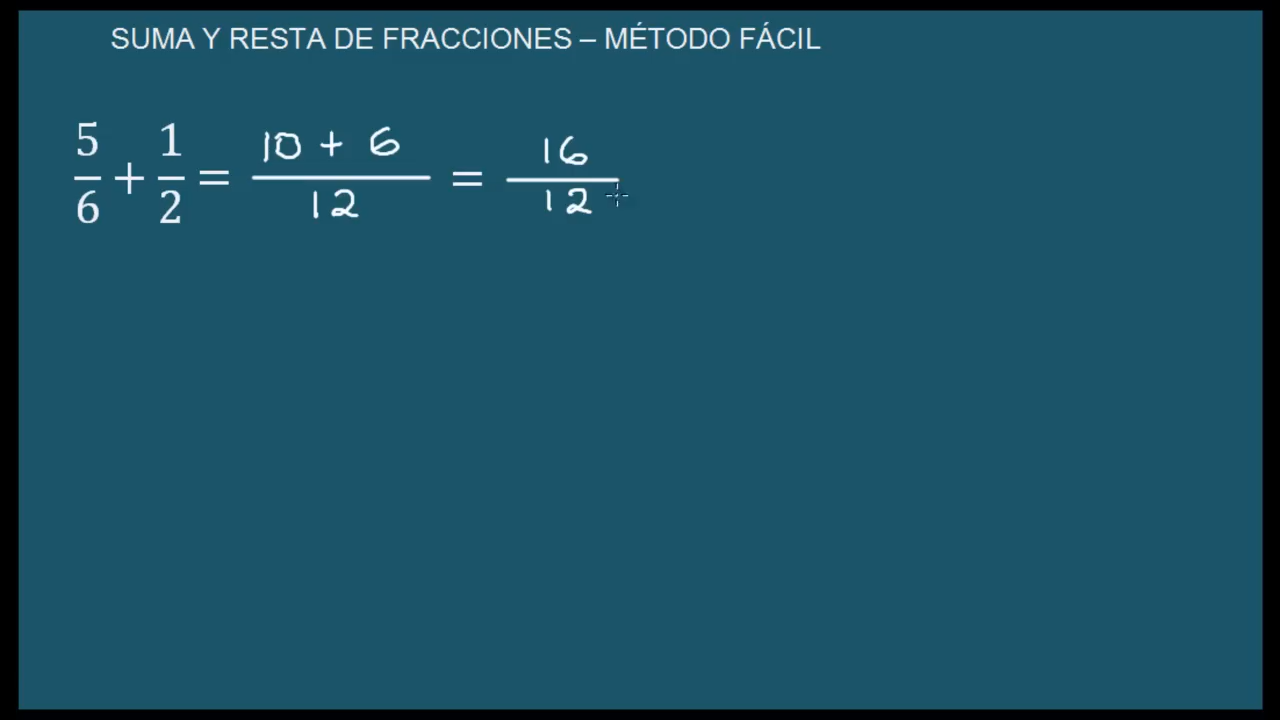 SUMA Y RESTA DE FRACCIONES – MÉTODO FÁCIL
5/6 + 1/2 = (10 + 6)/12 = 16/12